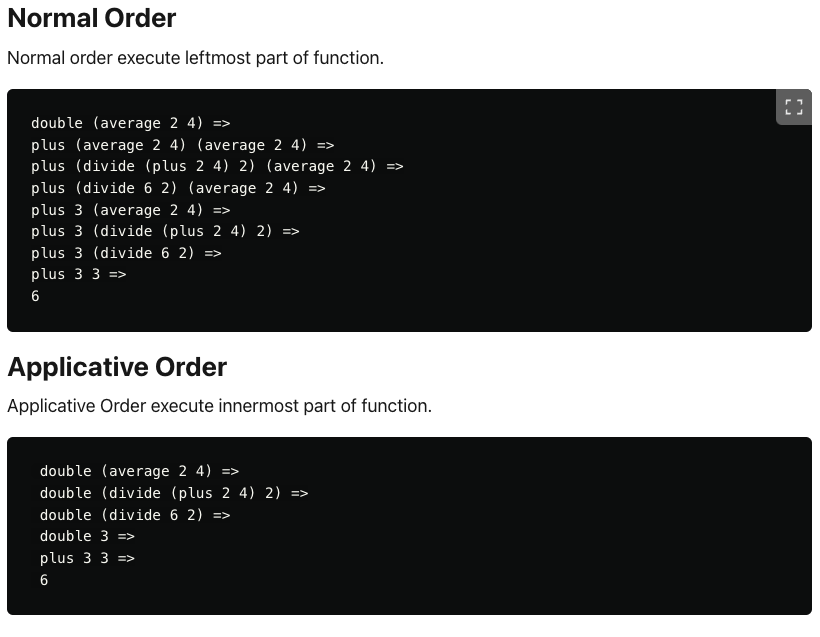 Normal Order
Normal order execute leftmost part of function.
double (average 2 4) =>
plus (average 2 4) (average 2 4) =>
plus (divide (plus 2 4) 2) (average 2 4) =>
plus (divide 6 2) (average 2 4) =>
plus 3 (average 2 4) =>
plus 3 (divide (plus 2 4) 2) =>
plus 3 (divide 6 2) =>
plus 3 3 =>
6
Applicative Order
Applicative Order execute innermost part of function.
double (average 2 4) =>
double (divide (plus 2 4) 2) =>
double (divide 6 2) =>
double 3 =>
plus 3 3 =>
6